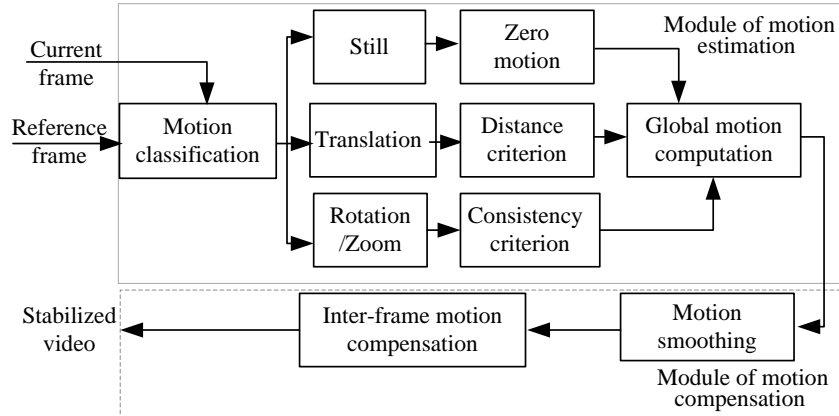 Current
frame
Reference
frame
Motion
classification
Still
Zero
motion
Module of motion
estimation
Translation
Distance
criterion
Global motion
computation
Rotation
/Zoom
Consistency
criterion
Stabilized
video
Inter-frame motion
compensation
Motion
smoothing
Module of motion
compensation